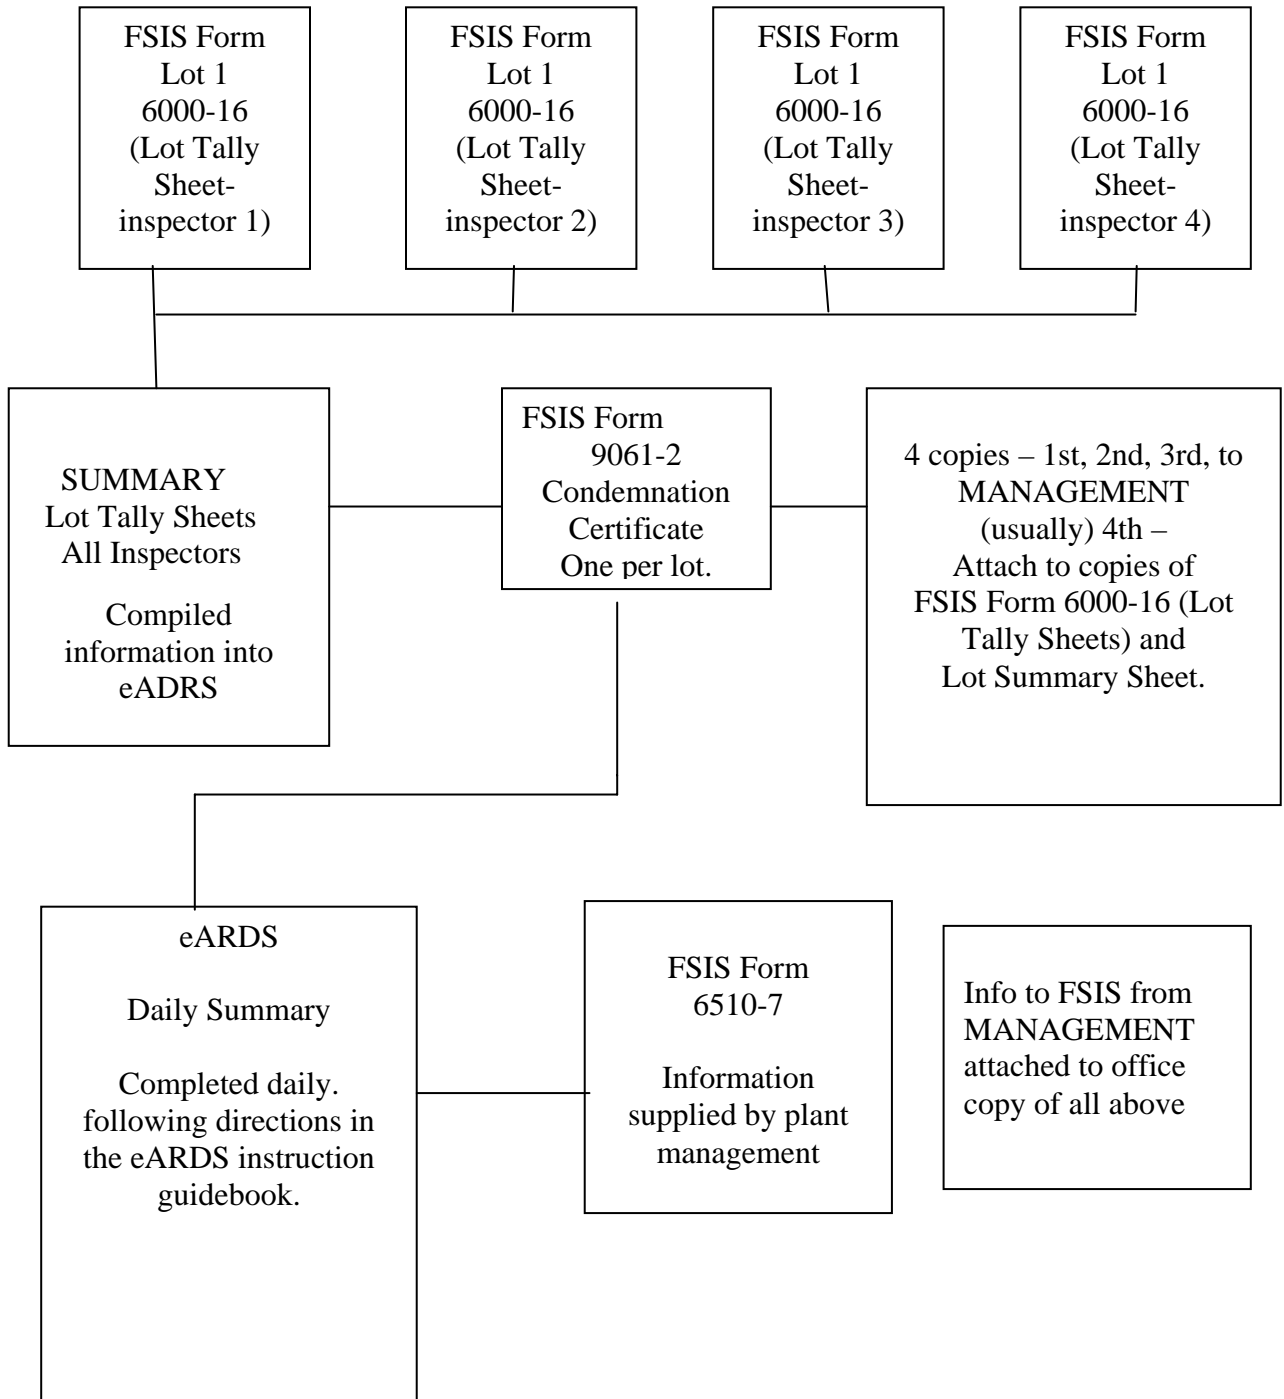 FSIS Form
Lot 1
6000-16
(Lot Tally
Sheet-
inspector 1)
FSIS Form
Lot 1
6000-16
(Lot Tally
Sheet-
inspector 2)
FSIS Form
Lot 1
6000-16
(Lot Tally
Sheet-
inspector 3)
FSIS Form
Lot 1
6000-16
(Lot Tally
Sheet-
inspector 4)
SUMMARY
Lot Tally Sheets
All Inspectors
Compiled
information into
eADRS
FSIS Form
9061-2
Condemnation
Certificate
One per lot.
4 copies – 1st, 2nd, 3rd, to
MANAGEMENT
(usually) 4th –
Attach to copies of
FSIS Form 6000-16 (Lot
Tally Sheets) and
Lot Summary Sheet.
eARDS
Daily Summary
Completed daily.
following directions in
the eARDS instruction
guidebook.
FSIS Form
6510-7
Information
supplied by plant
management
Info to FSIS from
MANAGEMENT
attached to office
copy of all above